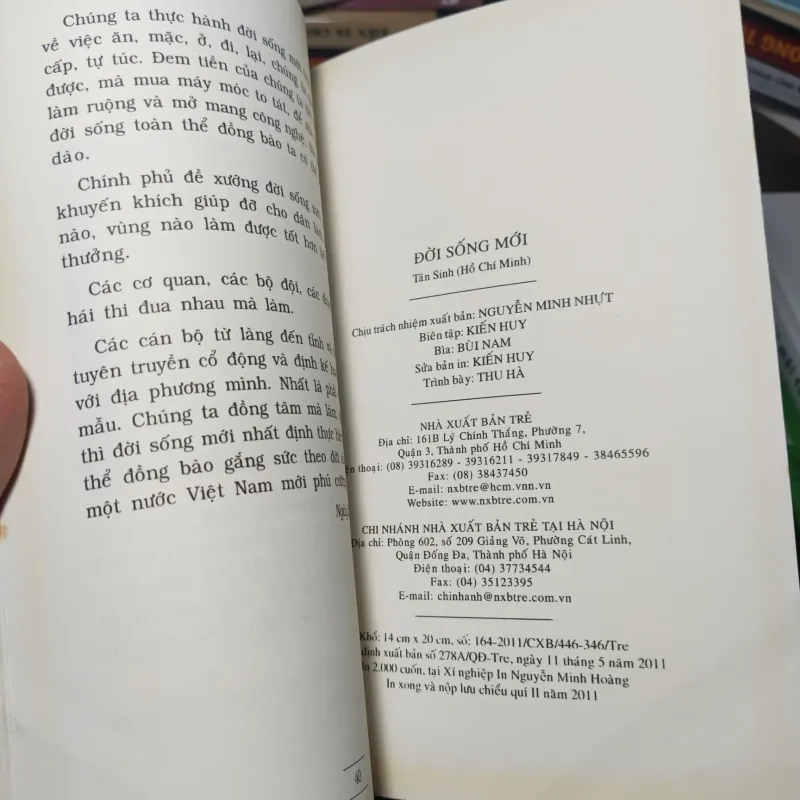 Chúng ta thực hành đời sống mới
về việc ăn, mặc, ở, đi, lại, chúng
cấp, tự túc. Đem tiền của chúng ta
được, mà mua máy móc to tát, để
làm ruộng và mở mang công nghệ,
đời sống toàn thể đồng bào ta có
dào.
Chính phủ đề xướng đời sống mới,
khuyến khích giúp đỡ cho dân
nào, vùng nào làm được tốt hơn
thưởng.
Các cơ quan, các bộ đội, các
hái thi đua nhau mà làm.
Các cán bộ từ làng đến tỉnh
tuyên truyền cổ động và định kế
với địa phương mình. Nhất là phải
mẫu. Chúng ta đồng tâm mà làm,
thì đời sống mới nhất định thực
thể đồng bào gắng sức theo đời
một nước Việt Nam mới phú
40
ĐỜI SỐNG MỚI
Tân Sinh (Hồ Chí Minh)
Chịu trách nhiệm xuất bản: NGUYỄN MINH NHỰT
Biên tập: KIẾN HUY
Bìa: BÙI NAM
Sửa bản in: KIẾN HUY
Trình bày: THU HÀ
NHÀ XUẤT BẢN TRẺ
Địa chỉ: 161B Lý Chính Thắng, Phường 7,
Quận 3, Thành phố Hồ Chí Minh
thoại: (08) 39316289 - 39316211 - 39317849 - 38465596
Fax: (08) 38437450
E-mail: nxbtre@hcm.vnn.vn
Website: www.nxbtre.com.vn
CHI NHÁNH NHÀ XUẤT BẢN TRẺ TẠI HÀ NỘI
Địa chỉ: Phòng 602, số 209 Giảng Võ, Phường Cát Linh,
Quận Đống Đa, Thành phố Hà Nội
Điện thoại: (04) 37734544
Fax: (04) 35123395
E-mail: chinhanh@nxbtre.com.vn
Khổ: 14 cm x 20 cm, số: 164-2011/CXB/446-346/Tre
định xuất bản số 278A/QĐ-Tre, ngày 11 tháng 5 năm 2011
In 2.000 cuốn, tại Xí nghiệp In Nguyễn Minh Hoàng
In xong và nộp lưu chiểu quí II năm 2011